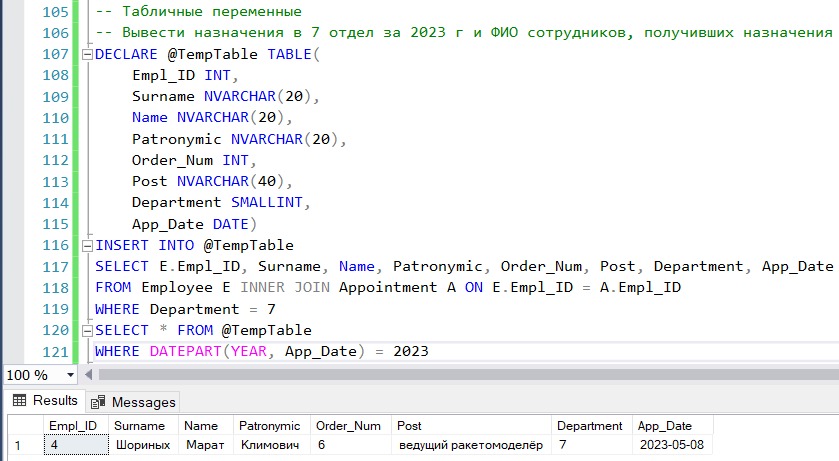 105 -- Табличные переменные
106 -- Вывести назначения в 7 отдел за 2023 г и ФИО сотрудников, получивших назначения
107 DECLARE @TempTable TABLE(
108 Empl_ID INT,
109 Surname NVARCHAR(20),
110 Name NVARCHAR(20),
111 Patronymic NVARCHAR(20),
112 Order_Num INT,
113 Post NVARCHAR(40),
114 Department SMALLINT,
115 App_Date DATE)
116 INSERT INTO @TempTable
117 SELECT E.Empl_ID, Surname, Name, Patronymic, Order_Num, Post, Department, App_Date
118 FROM Employee E INNER JOIN Appointment A ON E.Empl_ID = A.Empl_ID
119 WHERE Department = 7
120 SELECT * FROM @TempTable
121 WHERE DATEPART(YEAR, App_Date) = 2023
100 %
Results Messages
Empl_ID Surname Name Patronymic Order_Num Post Department App_Date
1 4 Шориных Марат Климович 6 ведущий ракетомоделёр 7 2023-05-08